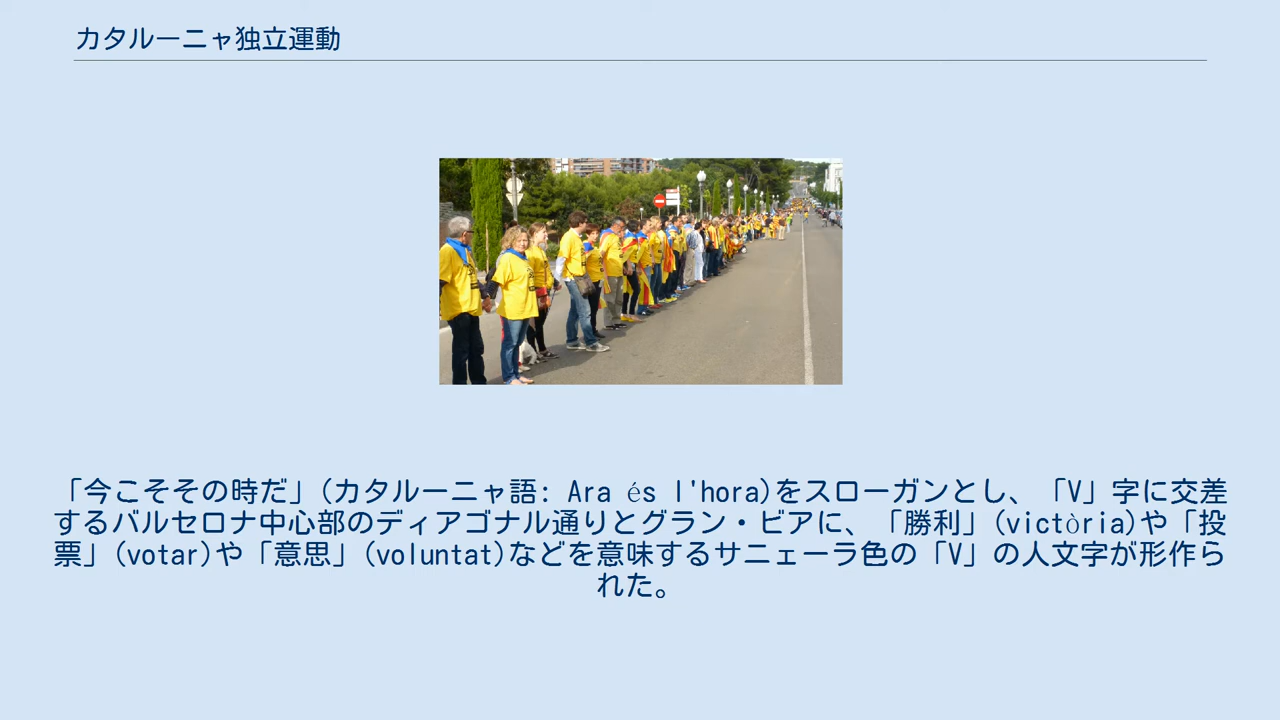 カタルーニャ独立運動
「今こそその時だ」(カタルーニャ語: Ara és l'hora)をスローガンとし、「V」字に交差
するバルセロナ中心部のディアゴナル通りとグラン・ビアに、「勝利」(victòria)や「投
票」(votar)や「意思」(voluntat)などを意味するサニェーラ色の「V」の人文字が形作ら
れた。